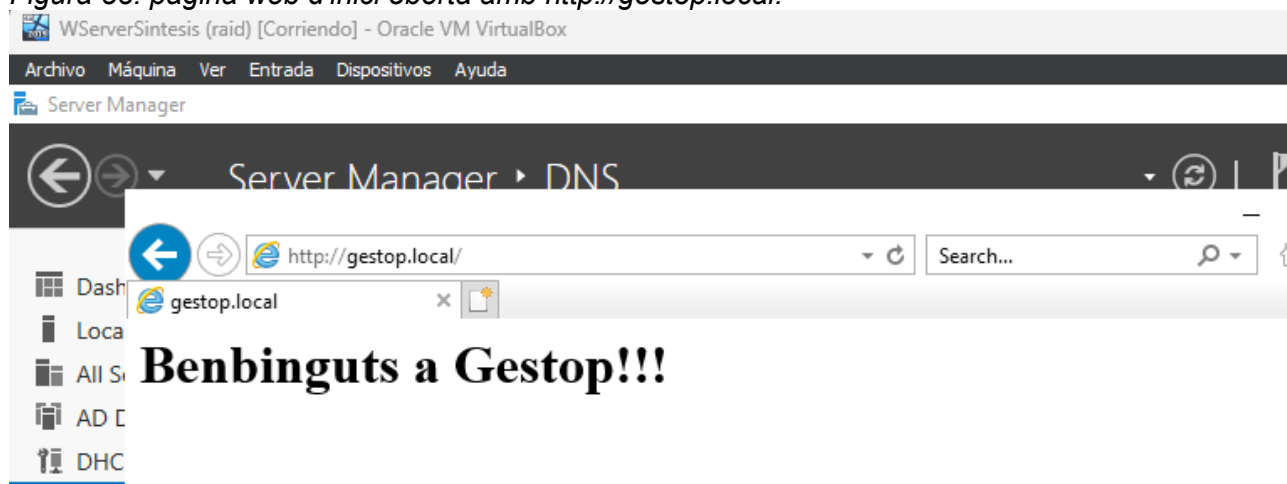 Figura 86: pàgina web d'inici oberta amb http://gestop.local.
WServerSintesis (raid) [Corriendo] - Oracle VM VirtualBox
Archivo Máquina Ver Entrada Dispositivos Ayuda
Server Manager
Server Manager ‣ DNS
http://gestop.local/ Search...
Dash
gestop.local
Loca
Benbinguts a Gestop!!!
All Se
AD D
DHC